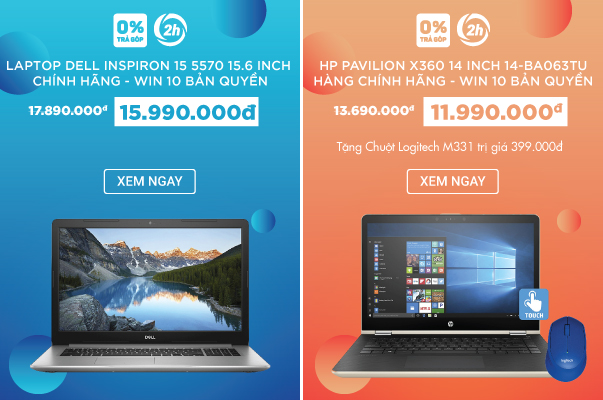 0%
TRẢ GÓP
2h
LAPTOP DELL INSPIRON 15 5570 15.6 INCH
CHÍNH HÃNG - WIN 10 BẢN QUYỀN
17.890.000đ
15.990.000đ
XEM NGAY
DELL
0%
TRẢ GÓP
2h
HP PAVILION X360 14 INCH 14-BA063TU
HÀNG CHÍNH HÃNG - WIN 10 BẢN QUYỀN
13.690.000đ
11.990.000đ
Tặng Chuột Logitech M331 trị giá 399.000đ
XEM NGAY
hp
TOUCH
logitech